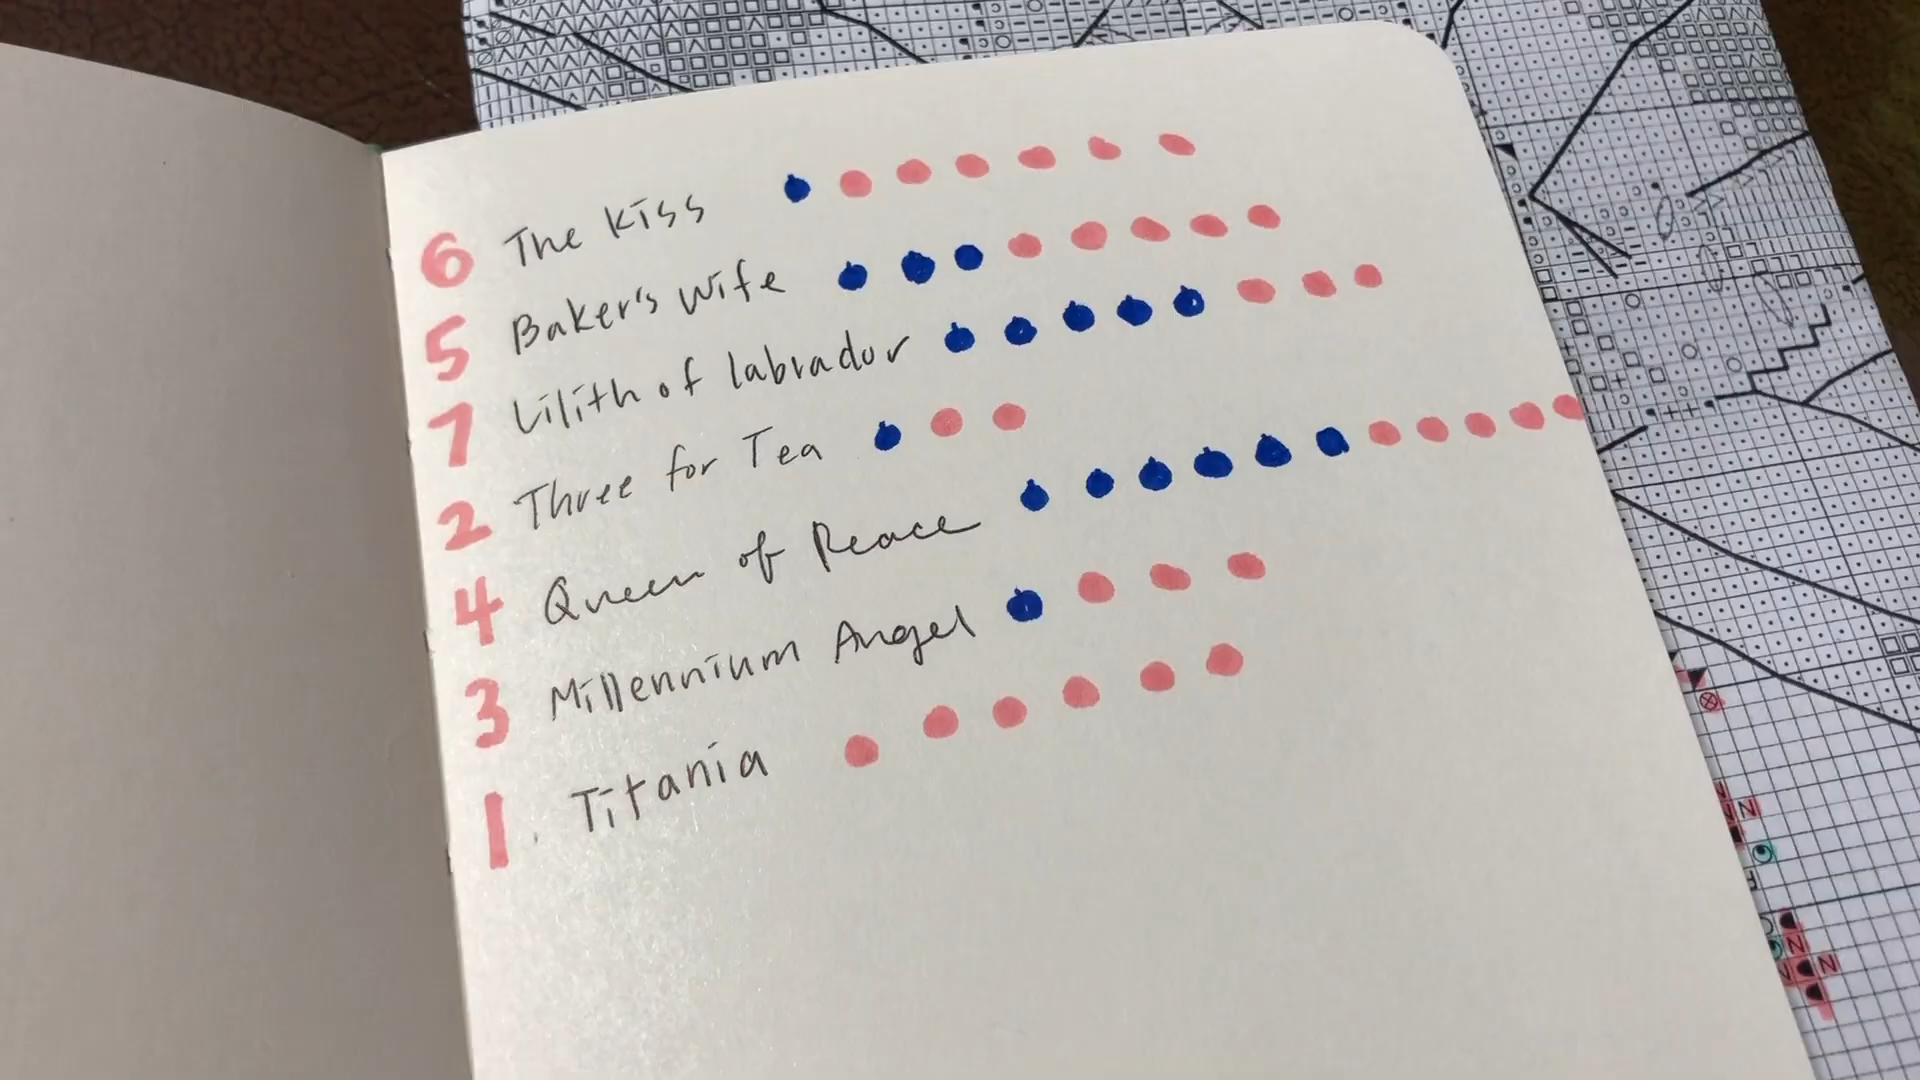 6 The Kiss
5 Baker's Wife
7 Lilith of labrador
2 Three for Tea
4 Queen of Peace
3 Millennium Angel
1. Titania